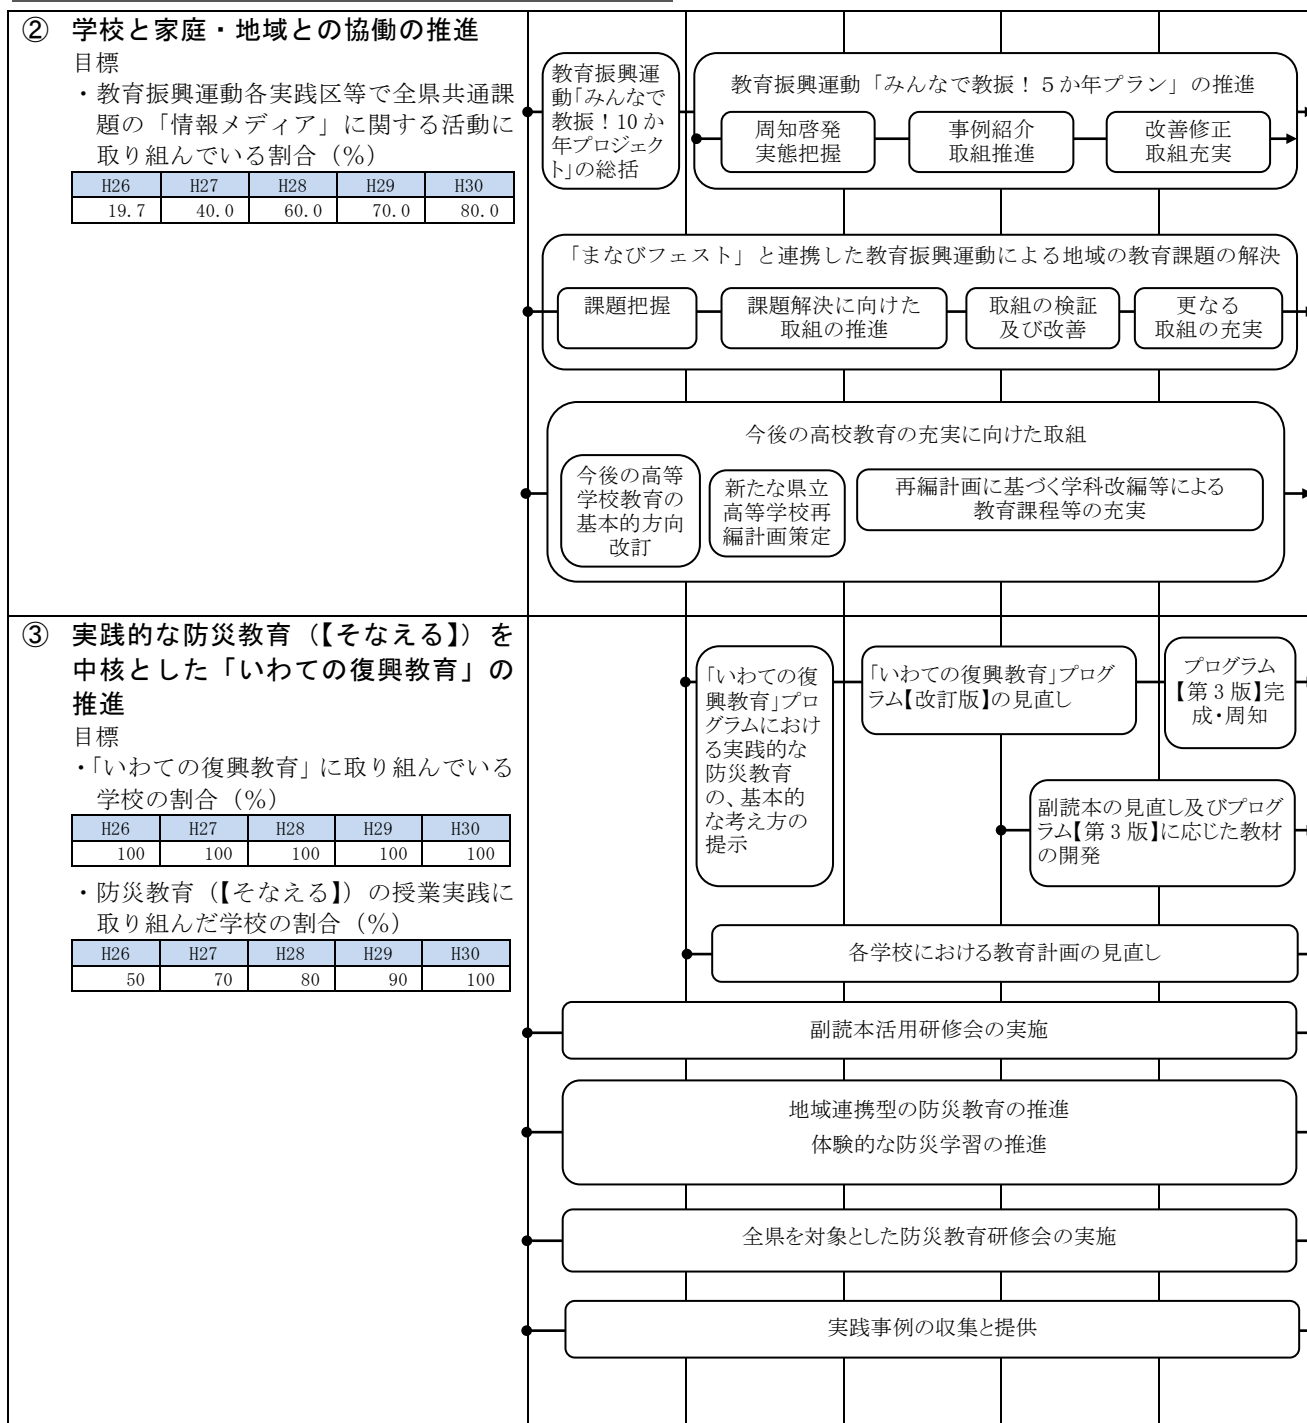 ② 学校と家庭・地域との協働の推進
目標
・教育振興運動各実践区等で全県共通課
題の「情報メディア」に関する活動に
取り組んでいる割合（%）
H26 H27 H28 H29 H30
19.7 40.0 60.0 70.0 80.0
教育振興運
動「みんなで
教振！10か
年プロジェク
ト」の総括
教育振興運動「みんなで教振！５か年プラン」の推進
周知啓発
実態把握
事例紹介
取組推進
改善修正
取組充実
「まなびフェスト」と連携した教育振興運動による地域の教育課題の解決
課題把握
課題解決に向けた
取組の推進
取組の検証
及び改善
更なる
取組の充実
今後の高校教育の充実に向けた取組
今後の高等
学校教育の
基本的方向
改訂
新たな県立
高等学校再
編計画策定
再編計画に基づく学科改編等による
教育課程等の充実
③ 実践的な防災教育（【そなえる】）を
中核とした「いわての復興教育」の
推進
目標
・「いわての復興教育」に取り組んでいる
学校の割合（%）
H26 H27 H28 H29 H30
100 100 100 100 100
・防災教育（【そなえる】）の授業実践に
取り組んだ学校の割合（%）
H26 H27 H28 H29 H30
50 70 80 90 100
「いわての復
興教育」プロ
グラムにおけ
る実践的な
防災教育
の、基本的
な考え方の
提示
「いわての復興教育」プログ
ラム【改訂版】の見直し
プログラム
【第３版】完
成・周知
副読本の見直し及びプログ
ラム【第３版】に応じた教材
の開発
各学校における教育計画の見直し
副読本活用研修会の実施
地域連携型の防災教育の推進
体験的な防災学習の推進
全県を対象とした防災教育研修会の実施
実践事例の収集と提供